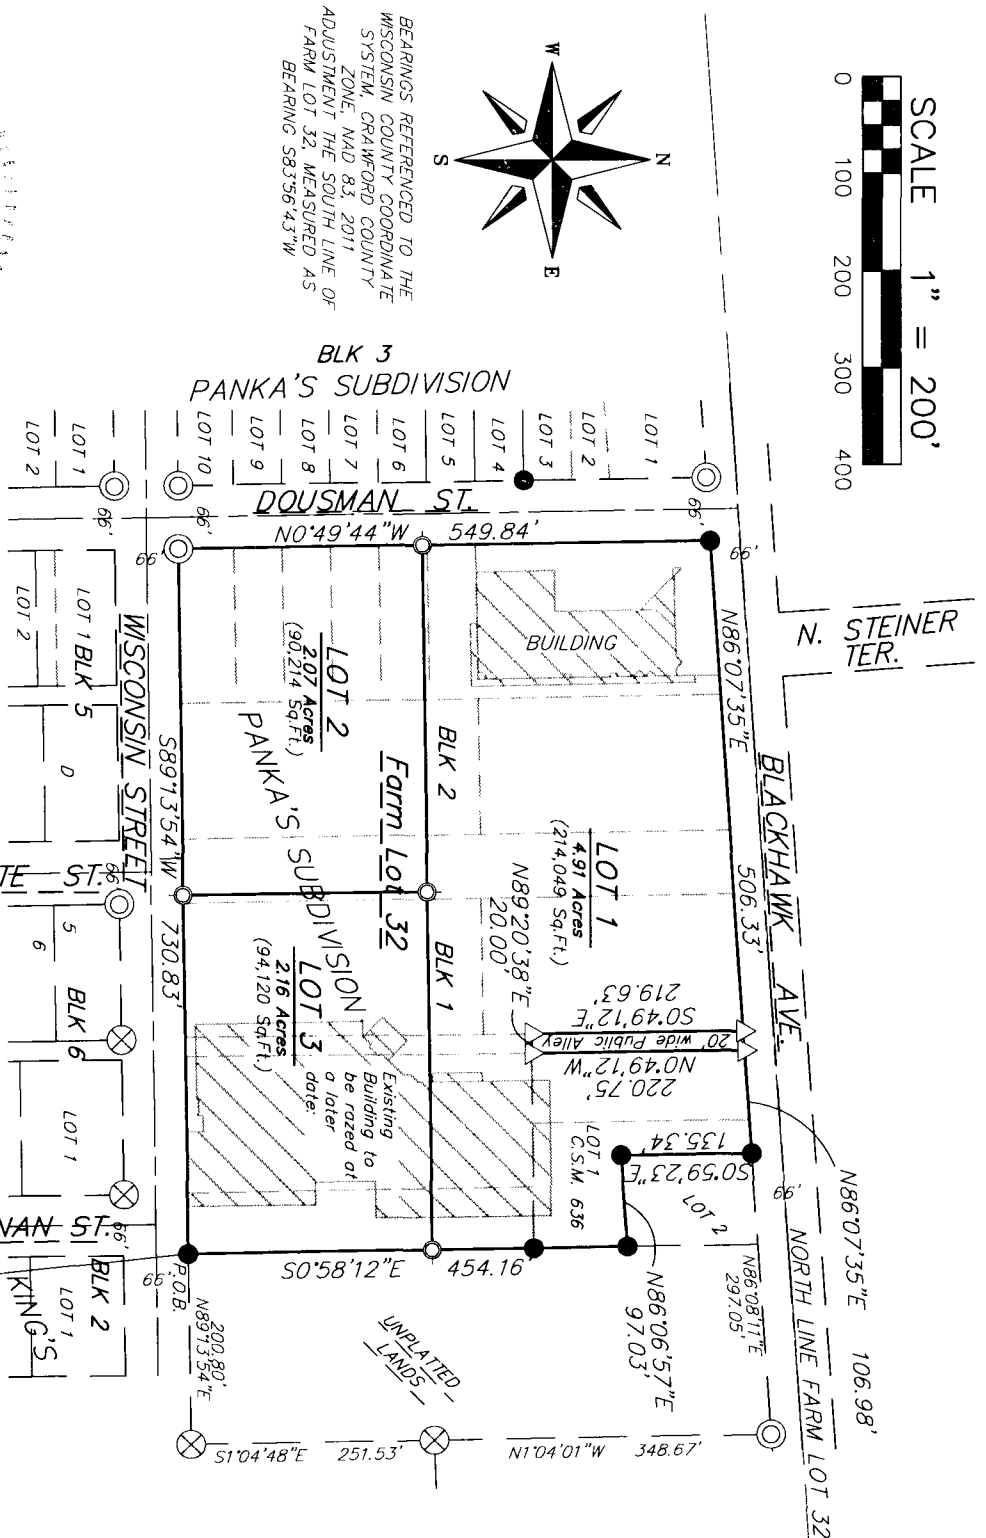 SCALE 1" = 200'
0 100 200 300 400
N
W
E
S
BEARINGS REFERENCED TO THE
WISCONSIN COUNTY COORDINATE
SYSTEM, CRAWFORD COUNTY
ZONE, NAD 83, 2011
ADJUSTMENT THE SOUTH LINE OF
FARM LOT 32, MEASURED AS
BEARING S83°56'43"W
BLK 3
PANKA'S SUBDIVISION
LOT 10
LOT 9
LOT 8
LOT 7
LOT 6
LOT 5
LOT 4
LOT 3
LOT 2
LOT 1
LOT 1
LOT 2
DOUSMAN ST.
66'
66'
66'
N0°49'44"W 549.84'
66'
66'
N. STEINER
TER.
BLACKHAWK AVE.
N86°07'35"E 506.33'
BUILDING
LOT 1
4.91 Acres
(214,049 Sq.Ft.)
LOT 2
2.07 Acres
(90,214 Sq.Ft.)
LOT 3
2.16 Acres
(94,120 Sq.Ft.)
PANKA'S SUBDIVISION
Farm Lot 32
BLK 2
BLK 1
N89°20'38"E
20.00'
219.63'
S0°49'12"E
20' wide Public Alley
N0°49'12"W
220.75'
Existing
Building to
be razed at
a later
date.
LOT 1
C.S.M. 636
135.34'
S0°59'23"E
LOT 2
66'
N86°07'35"E 106.98'
NORTH LINE FARM LOT 32
N86°08'11"E
297.05'
N86°06'57"E
97.03'
S0°58'12"E 454.16'
UNPLATTED
LANDS
S1°04'48"E 251.53'
N1°04'01"W 348.67'
200.80'
N89°13'54"E
P.O.B.
66'
66'
WISCONSIN STREET
S89°13'54"W 730.83'
LOT 1
BLK 5
LOT 2
D
TE ST.
66'
5
6
BLK 6
LOT 1
NAN ST.
BLK 2
LOT 1
KING'S